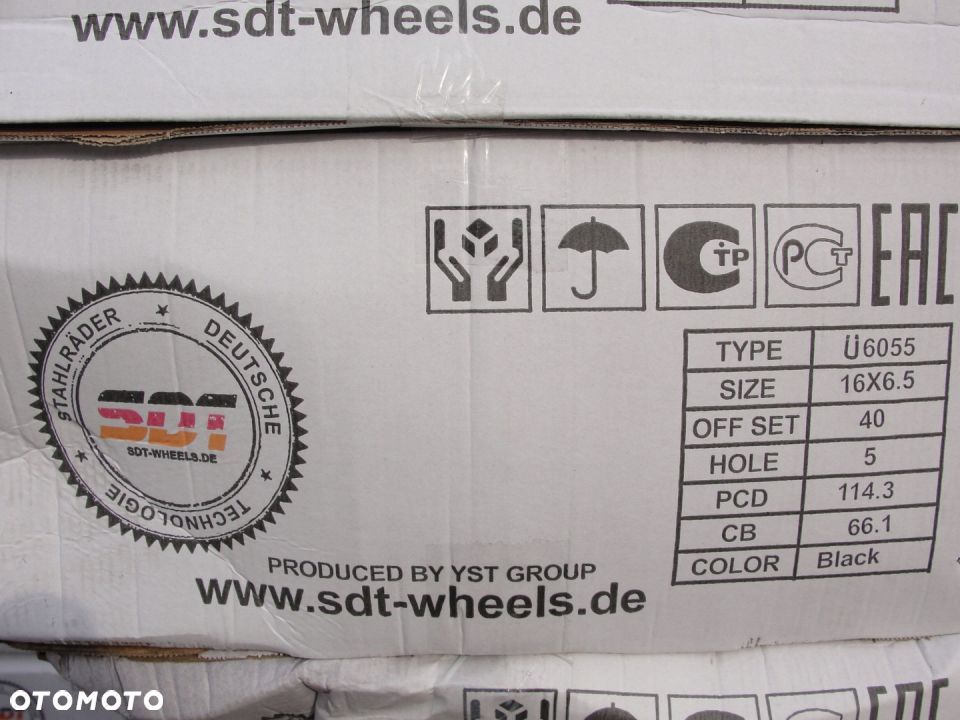 www.sdt-wheels.de
EAC
STAHLRÄDER ★ DEUTSCHE ★ TECHNOLOGIE ★
SDT
SDT-WHEELS.DE
TYPE Ü6055
SIZE 16X6.5
OFF SET 40
HOLE 5
PCD 114.3
CB 66.1
COLOR Black
PRODUCED BY YST GROUP
www.sdt-wheels.de
EAC
OTOMOTO